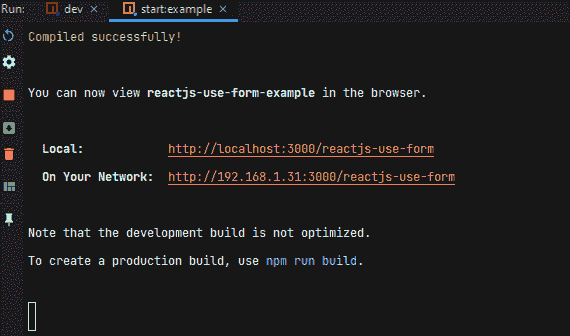 Run: dev × start:example ×
Compiled successfully!
You can now view reactjs-use-form-example in the browser.
Local: http://localhost:3000/reactjs-use-form
On Your Network: http://192.168.1.31:3000/reactjs-use-form
Note that the development build is not optimized.
To create a production build, use npm run build.